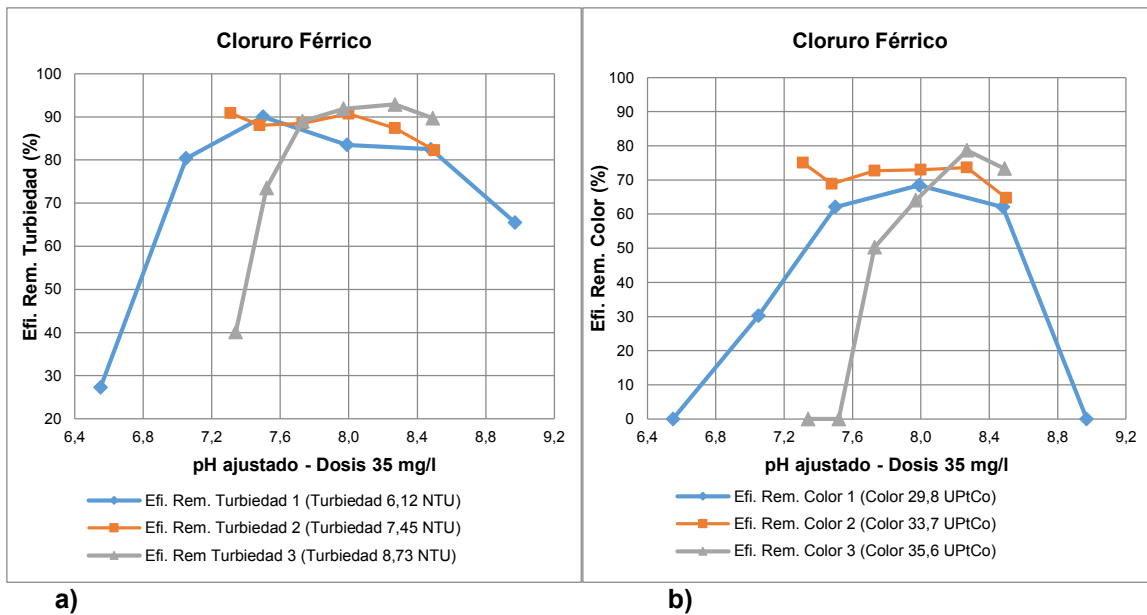 Cloruro Férrico
Efi. Rem. Turbiedad (%)
100
90
80
70
60
50
40
30
20
6,4 6,8 7,2 7,6 8,0 8,4 8,8 9,2
pH ajustado - Dosis 35 mg/l
Efi. Rem. Turbiedad 1 (Turbiedad 6,12 NTU)
Efi. Rem. Turbiedad 2 (Turbiedad 7,45 NTU)
Efi. Rem Turbiedad 3 (Turbiedad 8,73 NTU)
a)
Cloruro Férrico
Efi. Rem. Color (%)
100
90
80
70
60
50
40
30
20
10
0
6,4 6,8 7,2 7,6 8,0 8,4 8,8 9,2
pH ajustado - Dosis 35 mg/l
Efi. Rem. Color 1 (Color 29,8 UPtCo)
Efi. Rem. Color 2 (Color 33,7 UPtCo)
Efi. Rem. Color 3 (Color 35,6 UPtCo)
b)